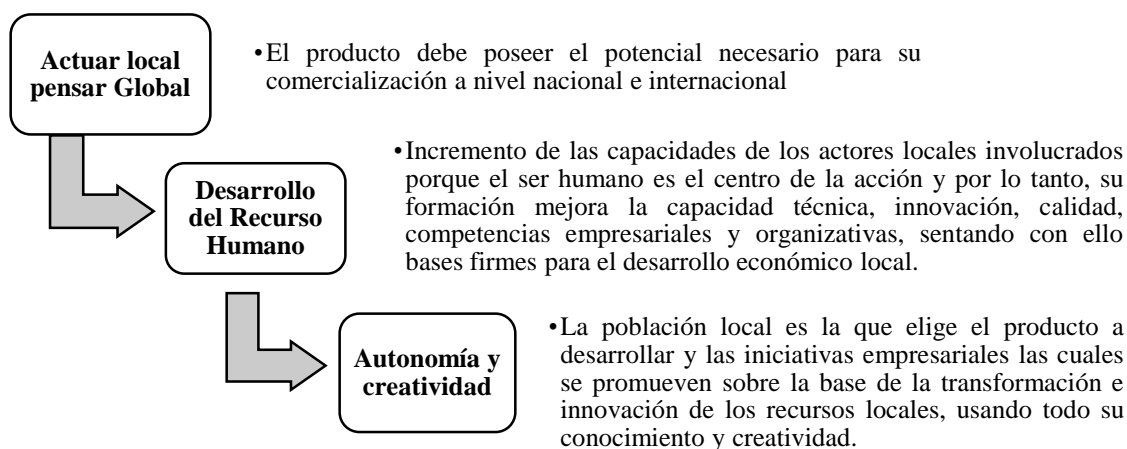 Actuar local
pensar Global
•El producto debe poseer el potencial necesario para su
comercialización a nivel nacional e internacional
Desarrollo
del Recurso
Humano
•Incremento de las capacidades de los actores locales involucrados
porque el ser humano es el centro de la acción y por lo tanto, su
formación mejora la capacidad técnica, innovación, calidad,
competencias empresariales y organizativas, sentando con ello
bases firmes para el desarrollo económico local.
Autonomía y
creatividad
•La población local es la que elige el producto a
desarrollar y las iniciativas empresariales las cuales
se promueven sobre la base de la transformación e
innovación de los recursos locales, usando todo su
conocimiento y creatividad.